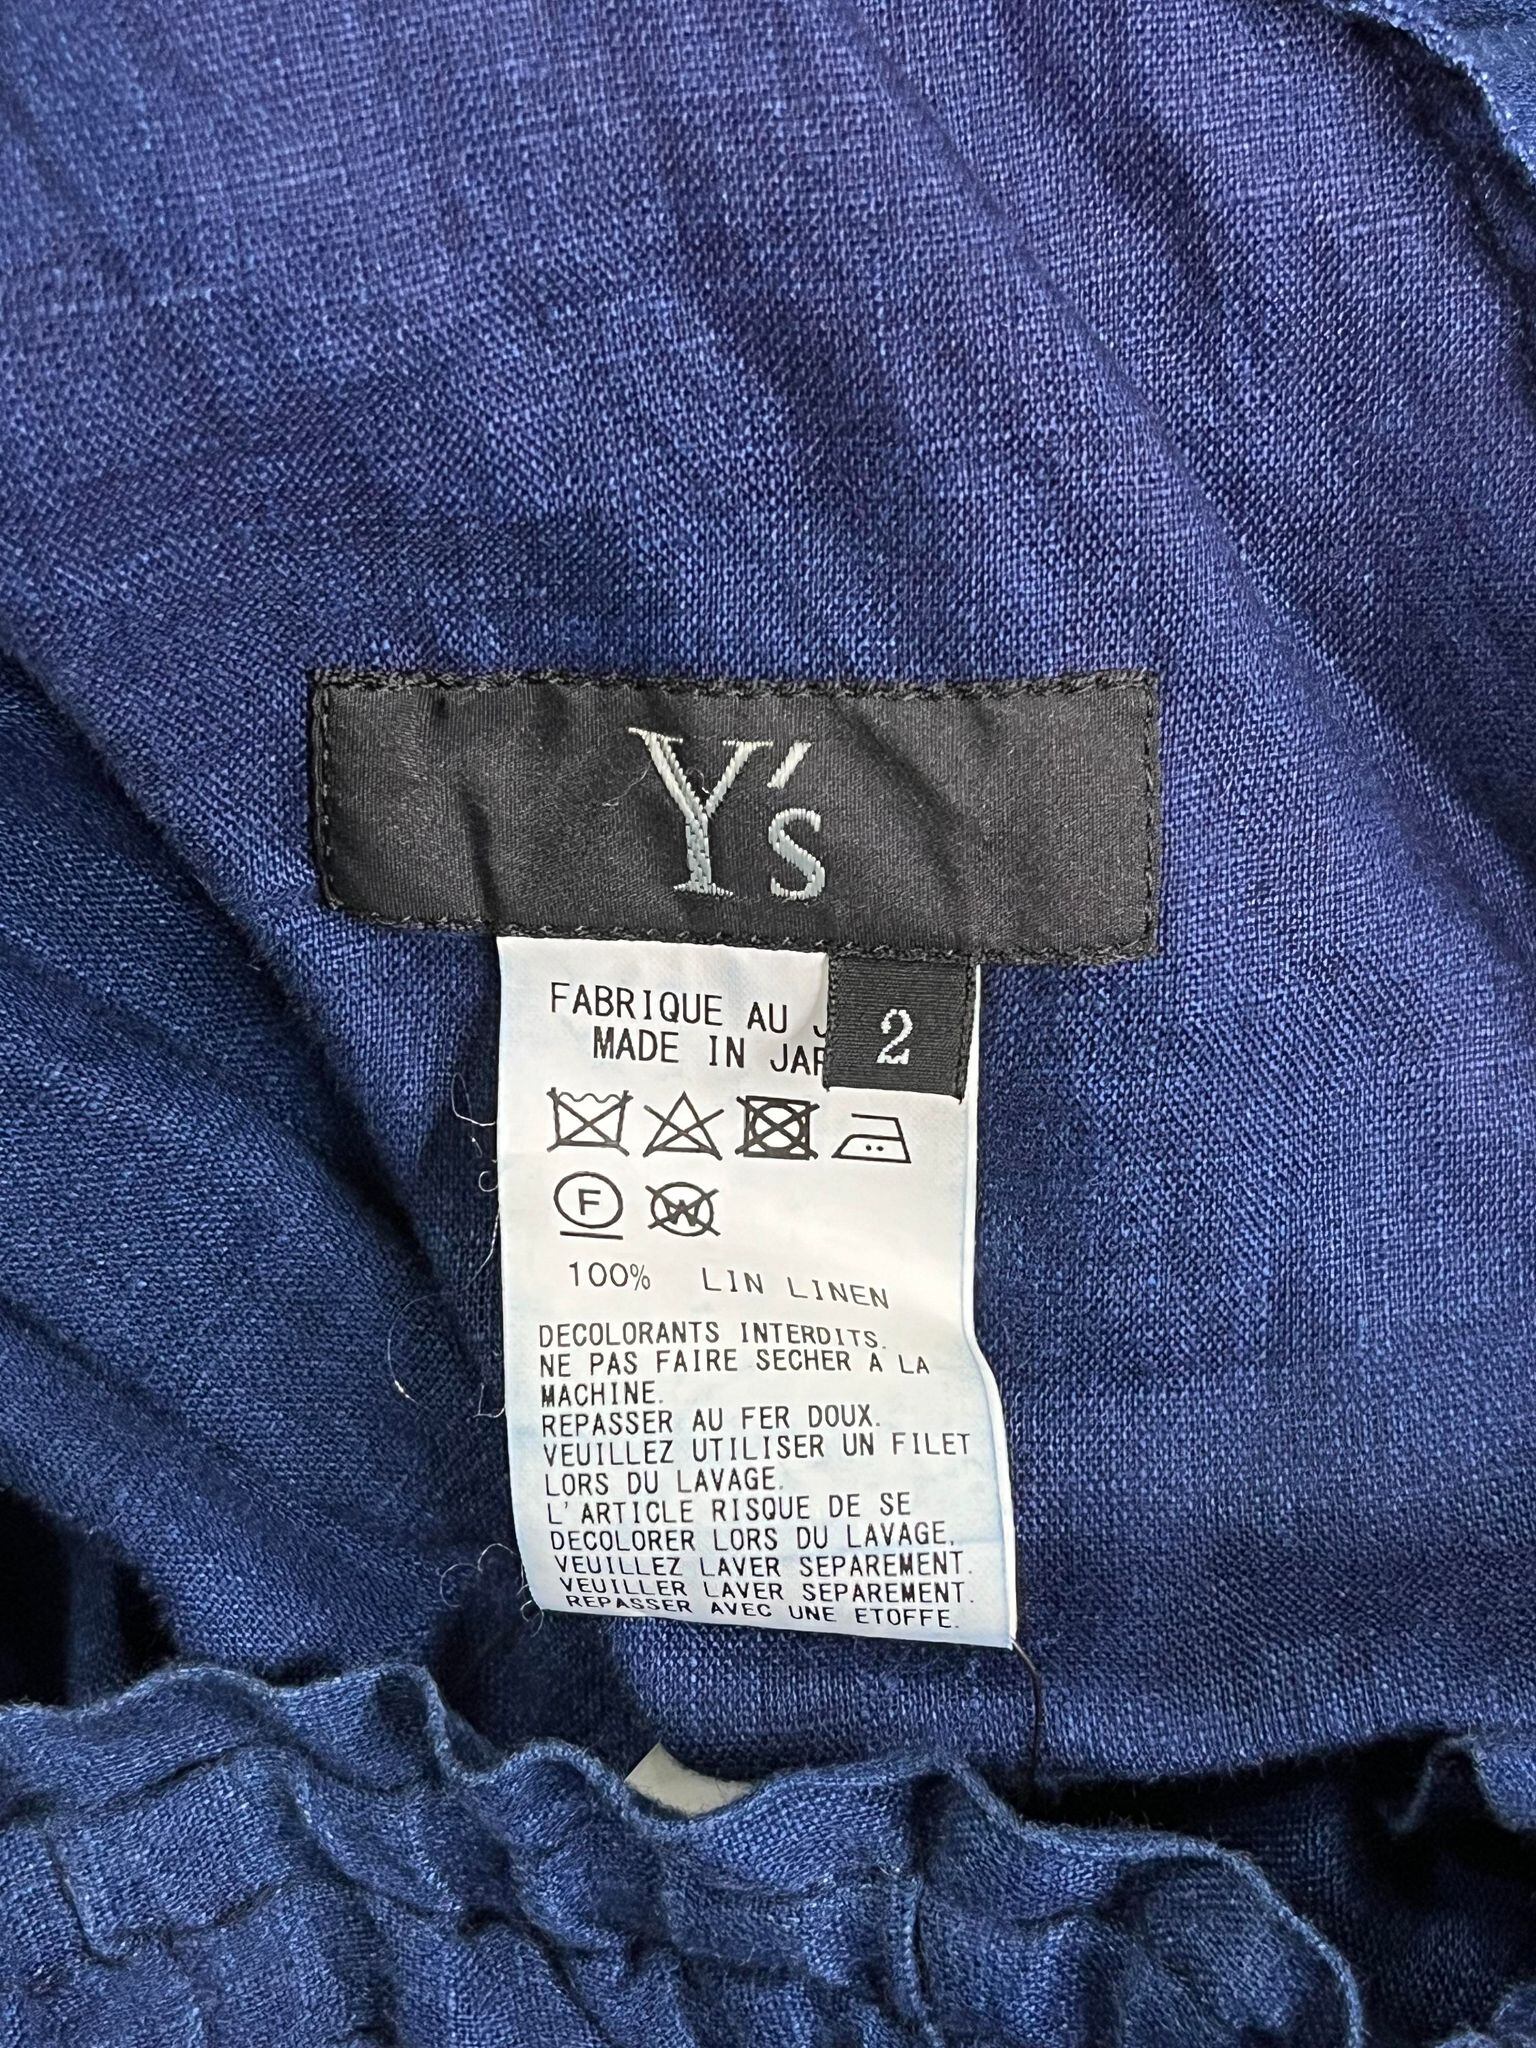 Y's
2
FABRIQUE AU
MADE IN
F
W
100% LIN LINEN
DECOLORANTS INTERDITS.
NE PAS FAIRE SECHER A LA
MACHINE.
REPASSER AU FER DOUX.
VEUILLEZ UTILISER UN FILET
LORS DU LAVAGE.
L'ARTICLE RISQUE DE SE
DECOLORER LORS DU LAVAGE,
VEUILLEZ LAVER SEPAREMENT.
VEUILLER LAVER SEPAREMENT.
REPASSER AVEC UNE ETOFFE.